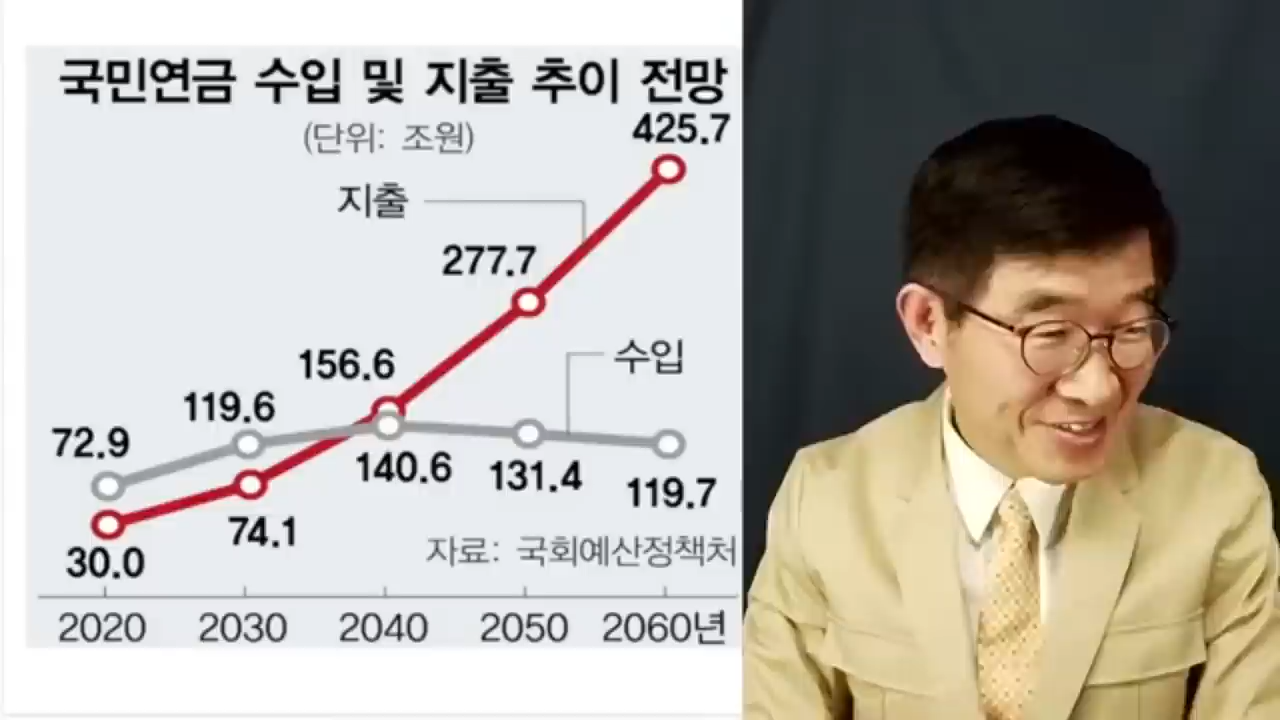 국민연금 수입 및 지출 추이 전망
(단위: 조원)
425.7
지출
277.7
수입
156.6
119.6
72.9
140.6
131.4
119.7
74.1
30.0
자료: 국회예산정책처
2020 2030 2040 2050 2060년